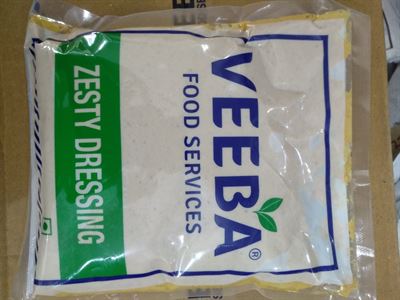 VEEBA®
FOOD SERVICES
ZESTY DRESSING